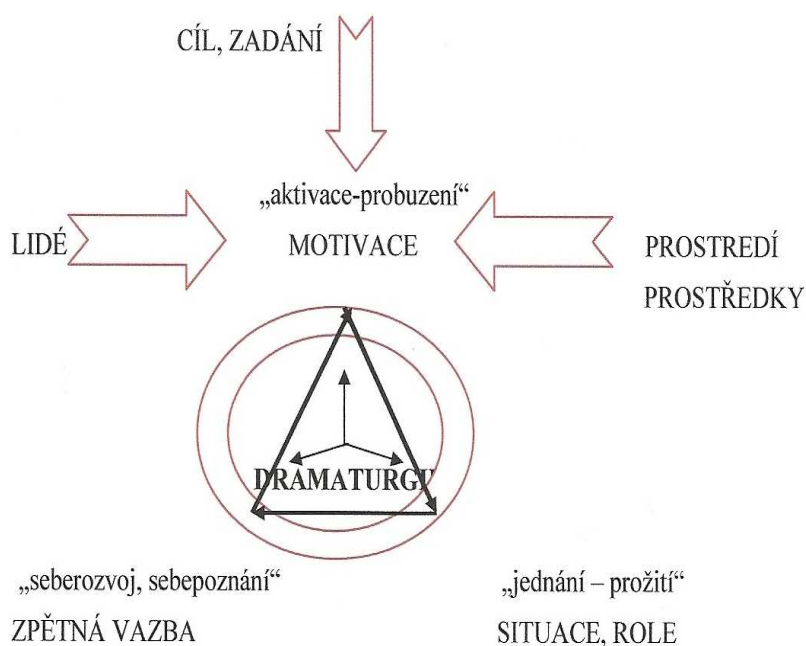 CÍL, ZADÁNÍ
„aktivace-probuzení“
LIDÉ
MOTIVACE
PROSTREDÍ
PROSTŘEDKY
DRAMATURGI
„seberozvoj, sebepoznání“
„jednání – prožití“
ZPĚTNÁ VAZBA
SITUACE, ROLE